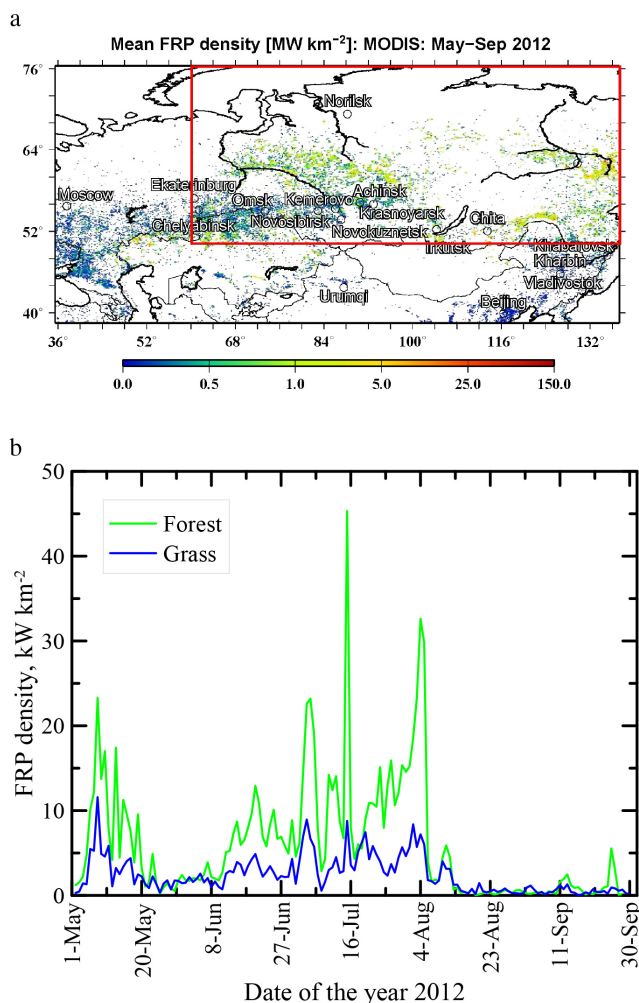 a
Mean FRP density [MW km−2]: MODIS: May−Sep 2012
76°
64°
52°
40°
Norilsk
Moscow
Ekaterinburg
Omsk
Kemerovo
Achinsk
Chelyabinsk
Novosibirsk
Krasnoyarsk
Novokuznetsk
Chita
Irkutsk
Khabarovsk
Kharbin
Urumqi
Vladivostok
Beijing
36° 52° 68° 84° 100° 116° 132°
0.0 0.5 1.0 5.0 25.0 150.0
b
50
40
30
20
10
0
Forest
Grass
FRP density, kW km-2
1-May 20-May 8-Jun 27-Jun 16-Jul 4-Aug 23-Aug 11-Sep 30-Sep
Date of the year 2012